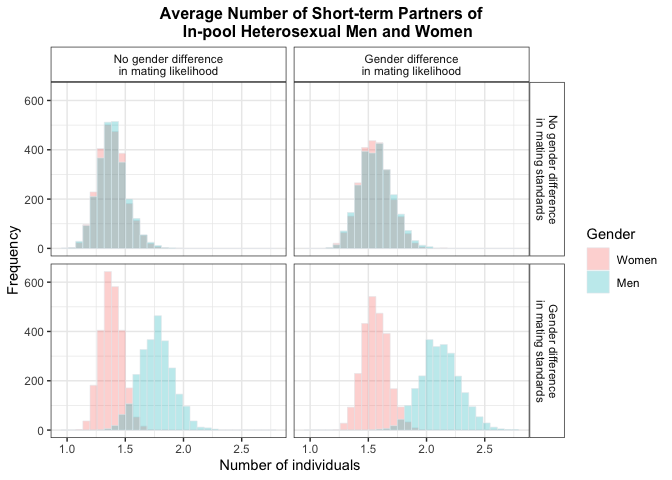 Average Number of Short-term Partners of
In-pool Heterosexual Men and Women
No gender difference
in mating likelihood
Gender difference
in mating likelihood
600
400
200
0
No gender difference
in mating standards
600
400
200
0
Gender difference
in mating standards
1.0 1.5 2.0 2.5
1.0 1.5 2.0 2.5
Number of individuals
Frequency
Gender
Women
Men